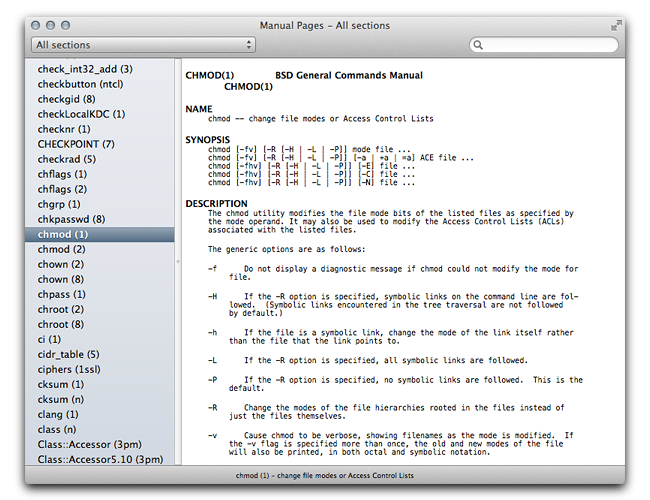 Manual Pages – All sections
All sections
check_int32_add (3)
checkbutton (ntcl)
checkgid (8)
checkLocalKDC (1)
checknr (1)
CHECKPOINT (7)
checkrad (5)
chflags (1)
chflags (2)
chgrp (1)
chkpasswd (8)
chmod (1)
chmod (2)
chown (2)
chown (8)
chpass (1)
chroot (2)
chroot (8)
ci (1)
cidr_table (5)
ciphers (1ssl)
cksum (1)
cksum (n)
clang (1)
class (n)
Class::Accessor (3pm)
Class::Accessor5.10 (3pm)
CHMOD(1) BSD General Commands Manual
CHMOD(1)
NAME
chmod -- change file modes or Access Control Lists
SYNOPSIS
chmod [-fv] [-R [-H | -L | -P]] mode file ...
chmod [-fv] [-R [-H | -L | -P]] [-a | +a | =a] ACE file ...
chmod [-fhv] [-R [-H | -L | -P]] [-E] file ...
chmod [-fhv] [-R [-H | -L | -P]] [-C] file ...
chmod [-fhv] [-R [-H | -L | -P]] [-N] file ...
DESCRIPTION
The chmod utility modifies the file mode bits of the listed files as specified by
the mode operand. It may also be used to modify the Access Control Lists (ACLs)
associated with the listed files.
The generic options are as follows:
-f Do not display a diagnostic message if chmod could not modify the mode for
file.
-H If the -R option is specified, symbolic links on the command line are fol-
lowed. (Symbolic links encountered in the tree traversal are not followed
by default.)
-h If the file is a symbolic link, change the mode of the link itself rather
than the file that the link points to.
-L If the -R option is specified, all symbolic links are followed.
-P If the -R option is specified, no symbolic links are followed. This is the
default.
-R Change the modes of the file hierarchies rooted in the files instead of
just the files themselves.
-v Cause chmod to be verbose, showing filenames as the mode is modified. If
the -v flag is specified more than once, the old and new modes of the file
will also be printed, in both octal and symbolic notation.
chmod (1) – change file modes or Access Control Lists